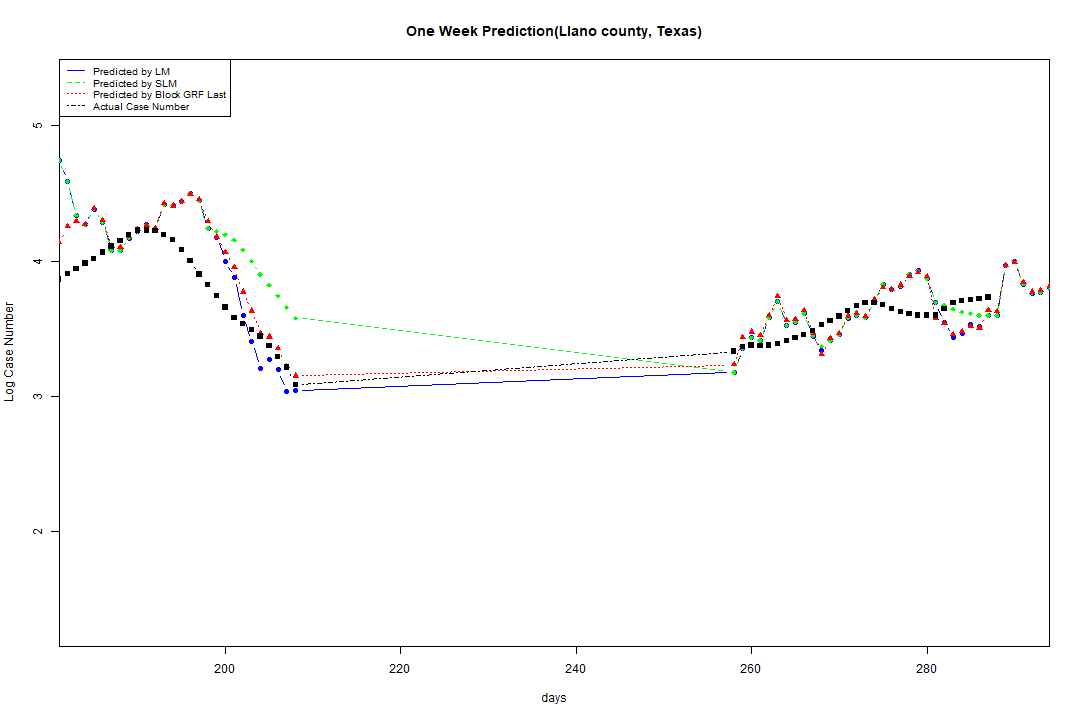 One Week Prediction(Llano county, Texas)
Predicted by LM
Predicted by SLM
Predicted by Block GRF Last
Actual Case Number
5
4
3
2
Log Case Number
200 220 240 260 280
days